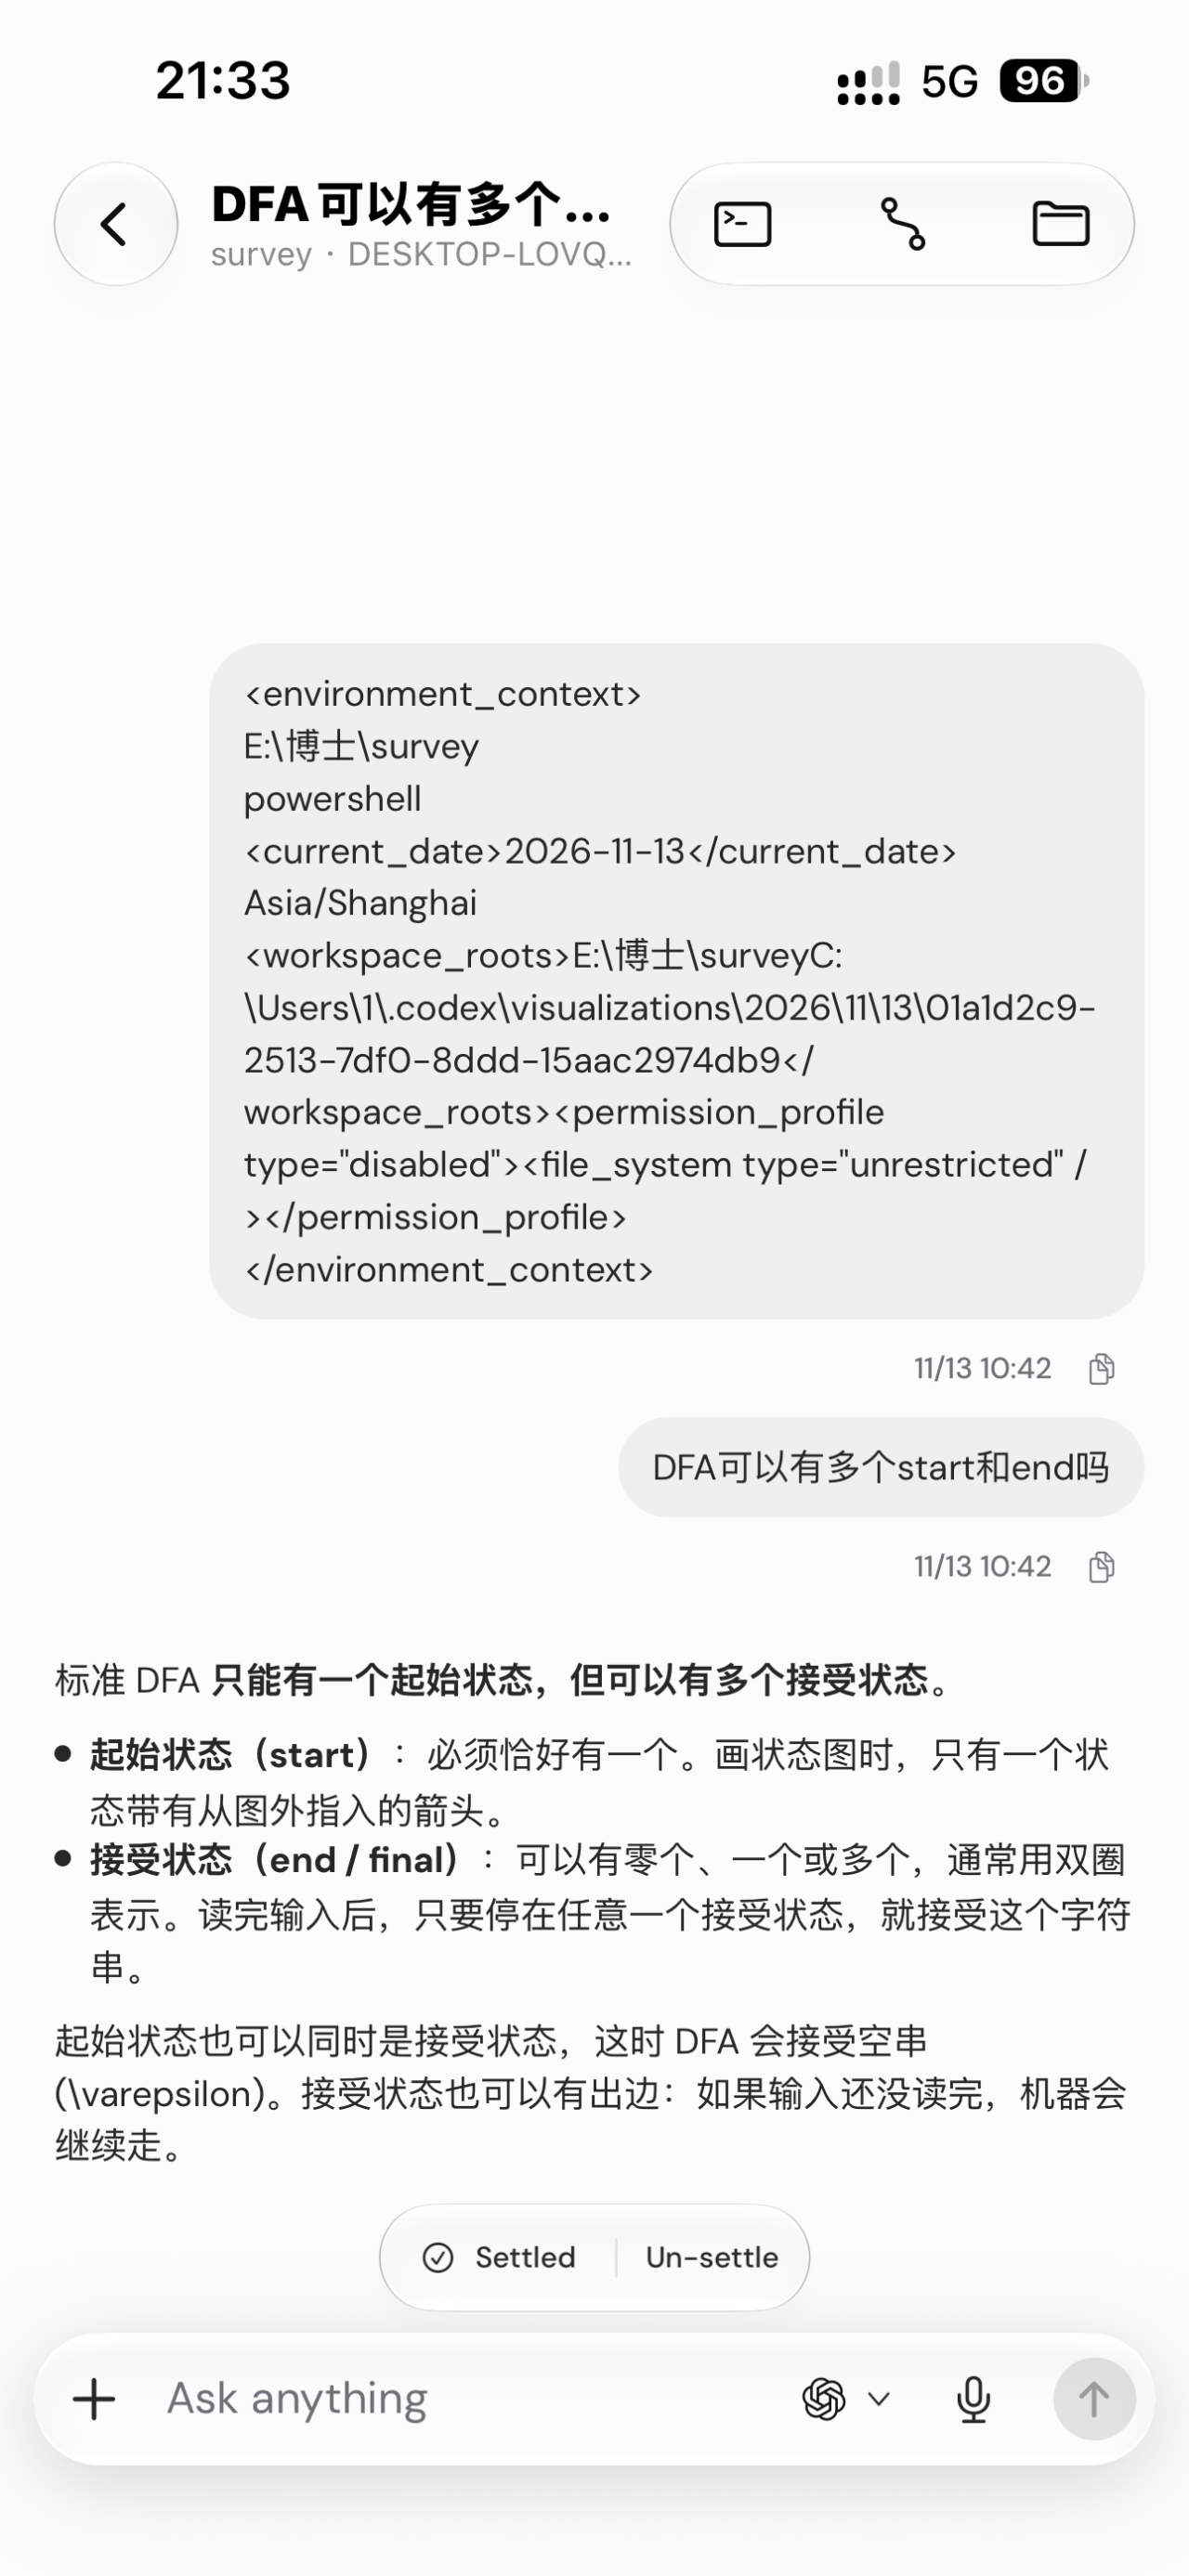 21:33
5G 96
DFA 可以有多个...
survey · DESKTOP-LOVQ...
<environment_context>
E:\博士\survey
powershell
<current_date>2026-11-13</current_date>
Asia/Shanghai
<workspace_roots>E:\博士\surveyC:
\Users\1\.codex\visualizations\2026\11\13\01a1d2c9-
2513-7df0-8ddd-15aac2974db9</
workspace_roots><permission_profile
type="disabled"><file_system type="unrestricted" /
></permission_profile>
</environment_context>
11/13 10:42
DFA可以有多个start和end吗
11/13 10:42
标准 DFA 只能有一个起始状态，但可以有多个接受状态。
● 起始状态（start）：必须恰好有一个。画状态图时，只有一个状
态带有从图外指入的箭头。
● 接受状态（end / final）：可以有零个、一个或多个，通常用双圈
表示。读完输入后，只要停在任意一个接受状态，就接受这个字符
串。
起始状态也可以同时是接受状态，这时 DFA 会接受空串
(\varepsilon)。接受状态也可以有出边：如果输入还没读完，机器会
继续走。
Settled Un-settle
Ask anything